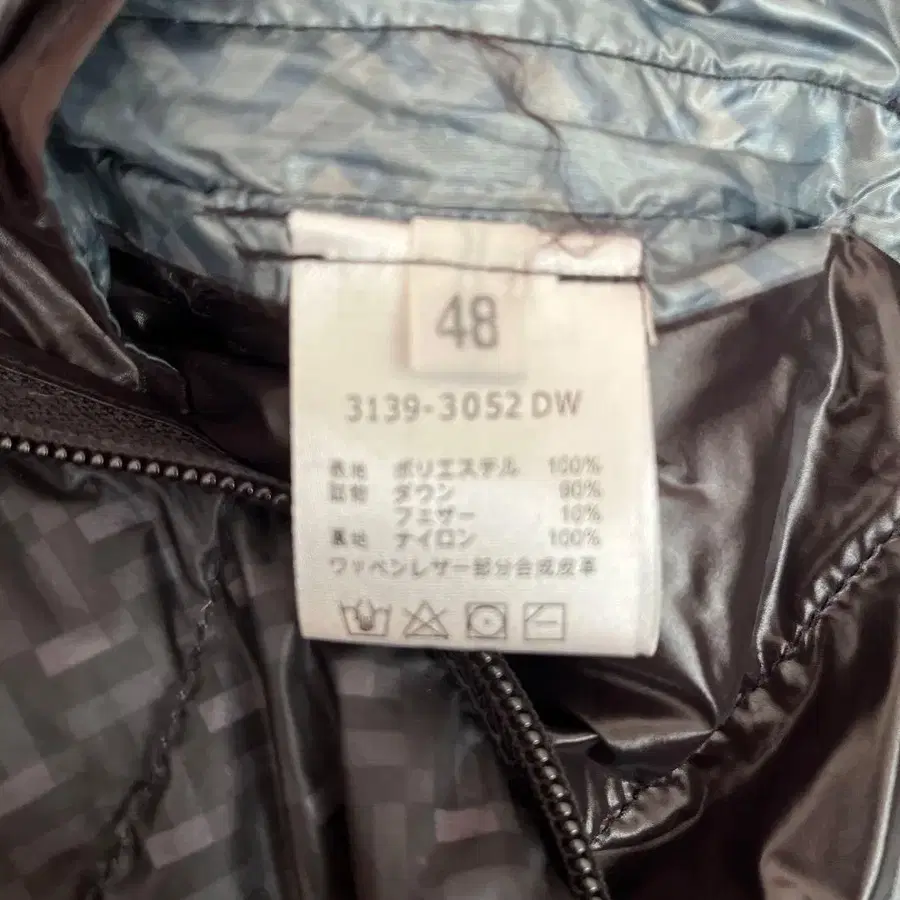 48
3139-3052 DW
表地 ポリエステル 100%
詰物 ダウン 90%
フェザー 10%
裏地 ナイロン 100%
ワッペンレザー部分合成皮革